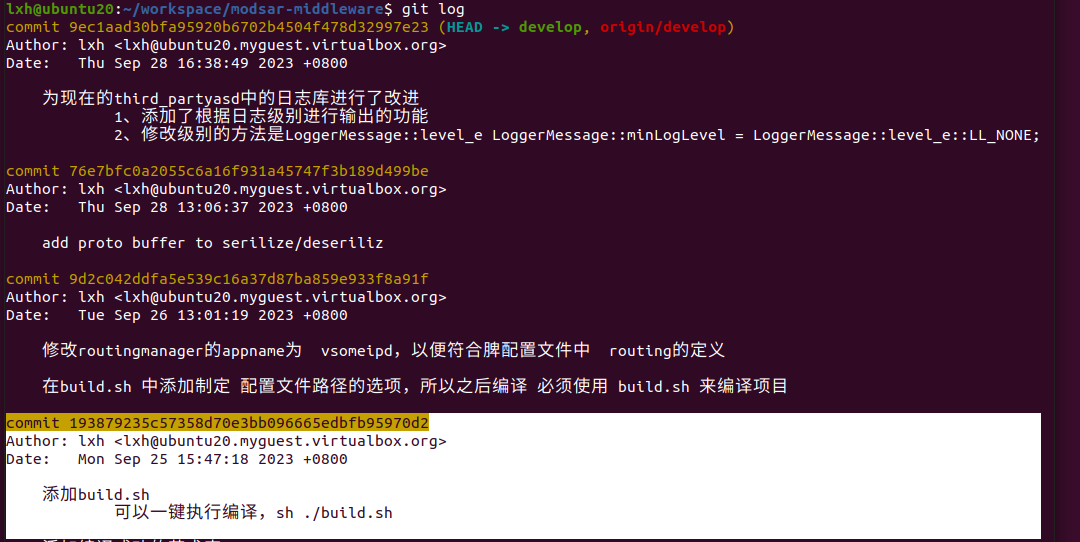 lxh@ubuntu20:~/workspace/modsar-middleware$ git log
commit 9ec1aad30bfa95920b6702b4504f478d32997e23 (HEAD -> develop, origin/develop)
Author: lxh <lxh@ubuntu20.myguest.virtualbox.org>
Date:   Thu Sep 28 16:38:49 2023 +0800
为现在的third_partyasd中的日志库进行了改进
1、添加了根据日志级别进行输出的功能
2、修改级别的方法是LoggerMessage::level_e LoggerMessage::minLogLevel = LoggerMessage::level_e::LL_NONE;
commit 76e7bfc0a2055c6a16f931a45747f3b189d499be
Author: lxh <lxh@ubuntu20.myguest.virtualbox.org>
Date:   Thu Sep 28 13:06:37 2023 +0800
add proto buffer to serilize/deseriliz
commit 9d2c042ddfa5e539c16a37d87ba859e933f8a91f
Author: lxh <lxh@ubuntu20.myguest.virtualbox.org>
Date:   Tue Sep 26 13:01:19 2023 +0800
修改routingmanager的appname为  vsomeipd，以便符合脾配置文件中  routing的定义
在build.sh 中添加制定 配置文件路径的选项，所以之后编译 必须使用 build.sh 来编译项目
commit 193879235c57358d70e3bb096665edbfb95970d2
Author: lxh <lxh@ubuntu20.myguest.virtualbox.org>
Date:   Mon Sep 25 15:47:18 2023 +0800
添加build.sh
可以一键执行编译，sh ./build.sh